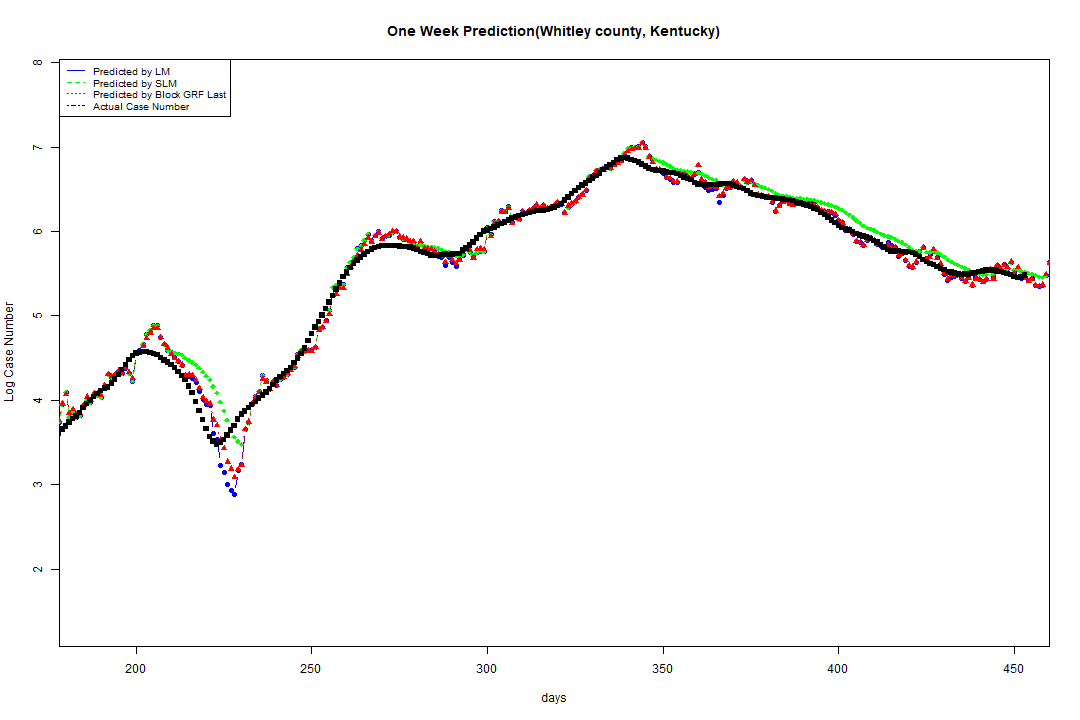 One Week Prediction(Whitley county, Kentucky)
Predicted by LM
Predicted by SLM
Predicted by Block GRF Last
Actual Case Number
Log Case Number
8
7
6
5
4
3
2
200 250 300 350 400 450
days